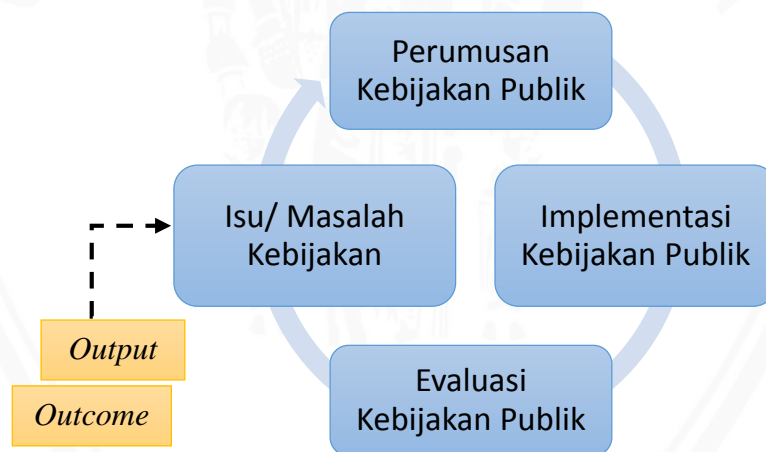 Perumusan
Kebijakan Publik
Isu/ Masalah
Kebijakan
Implementasi
Kebijakan Publik
Output
Outcome
Evaluasi
Kebijakan Publik